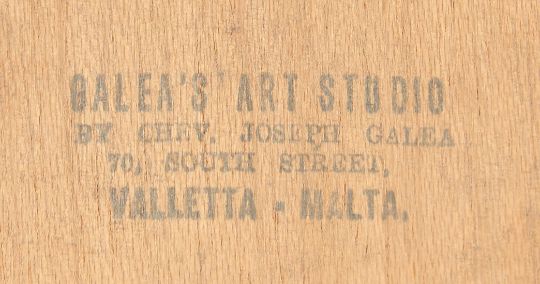 GALEA'S ART STUDIO
BY CHEV. JOSEPH GALEA
70, SOUTH STREET,
VALLETTA - MALTA.